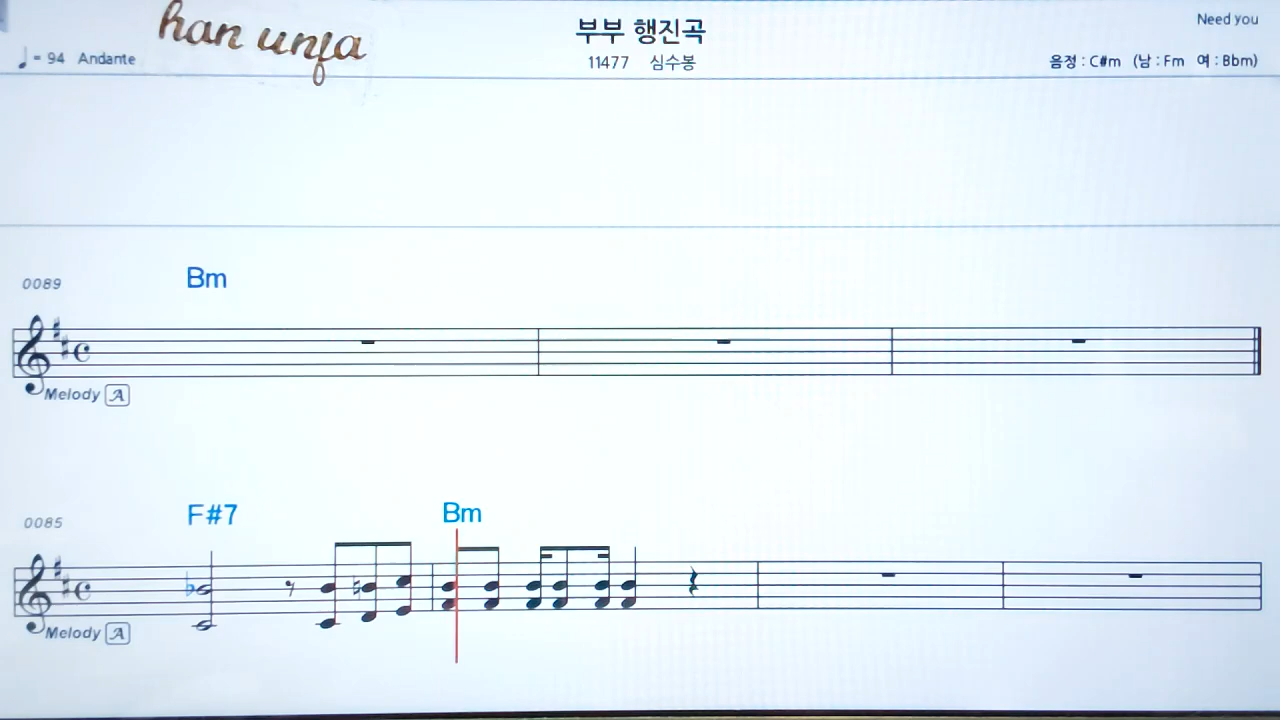 han unfa
부부 행진곡
Need you
♩= 94 Andante
11477 심수봉
음정 : C#m (남 : Fm 여 : Bbm)
0089
Bm
Melody A
0085
F#7
Bm
Melody A